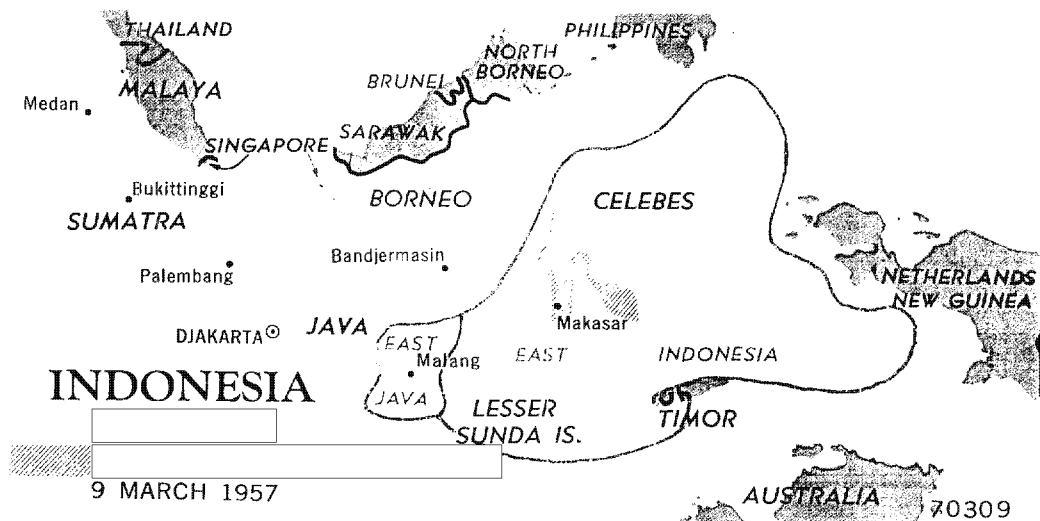 THAILAND
PHILIPPINES
NORTH
BORNEO
BRUNEI
MALAYA
Medan
SARAWAK
SINGAPORE
Bukittinggi
BORNEO
CELEBES
SUMATRA
Bandjermasin
Palembang
NETHERLANDS
NEW GUINEA
Makasar
JAVA
DJAKARTA
EAST
Malang
EAST
INDONESIA
INDONESIA
JAVA
LESSER
SUNDA IS.
TIMOR
9 MARCH 1957
AUSTRALIA
70309